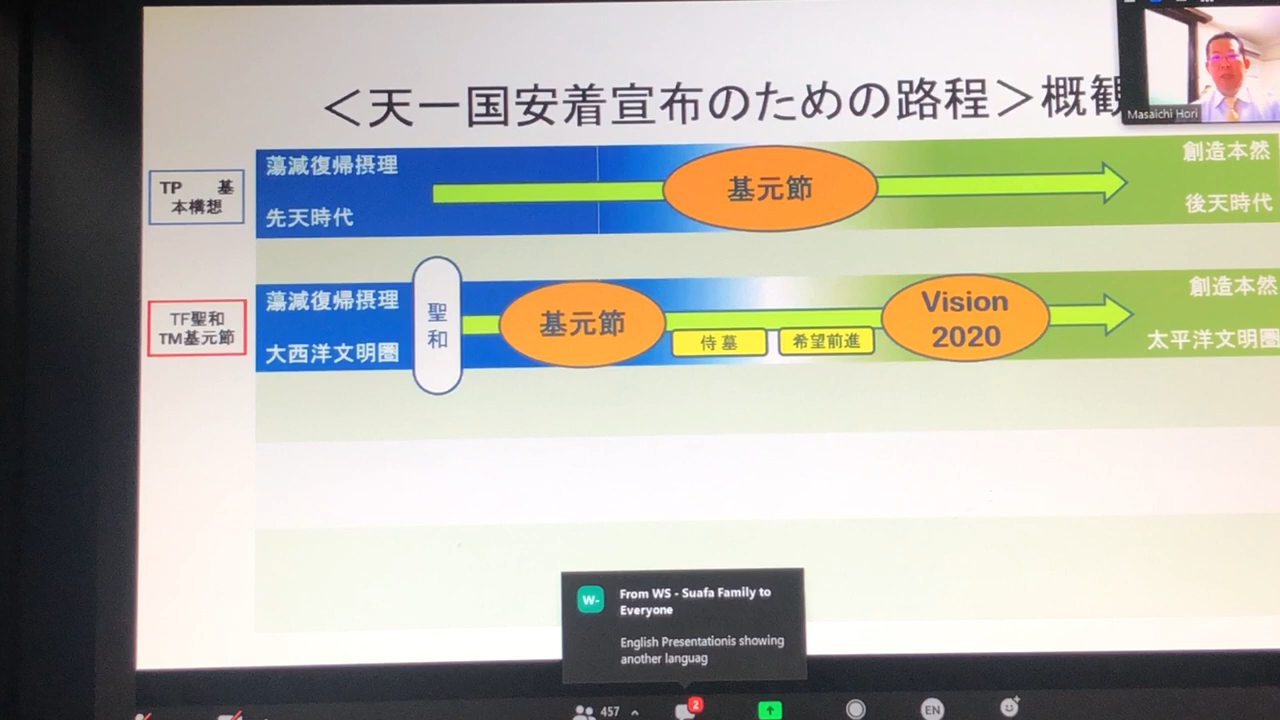 ＜天一国安着宣布のための路程＞概観
Masaichi Hori
TP　基
本構想
蕩減復帰摂理
先天時代
基元節
創造本然
後天時代
TF聖和
TM基元節
蕩減復帰摂理
大西洋文明圏
聖
和
基元節
侍墓
希望前進
Vision
2020
創造本然
太平洋文明圏
W-
From WS - Suafa Family to
Everyone
English Presentationis showing
another languag
457
2
EN